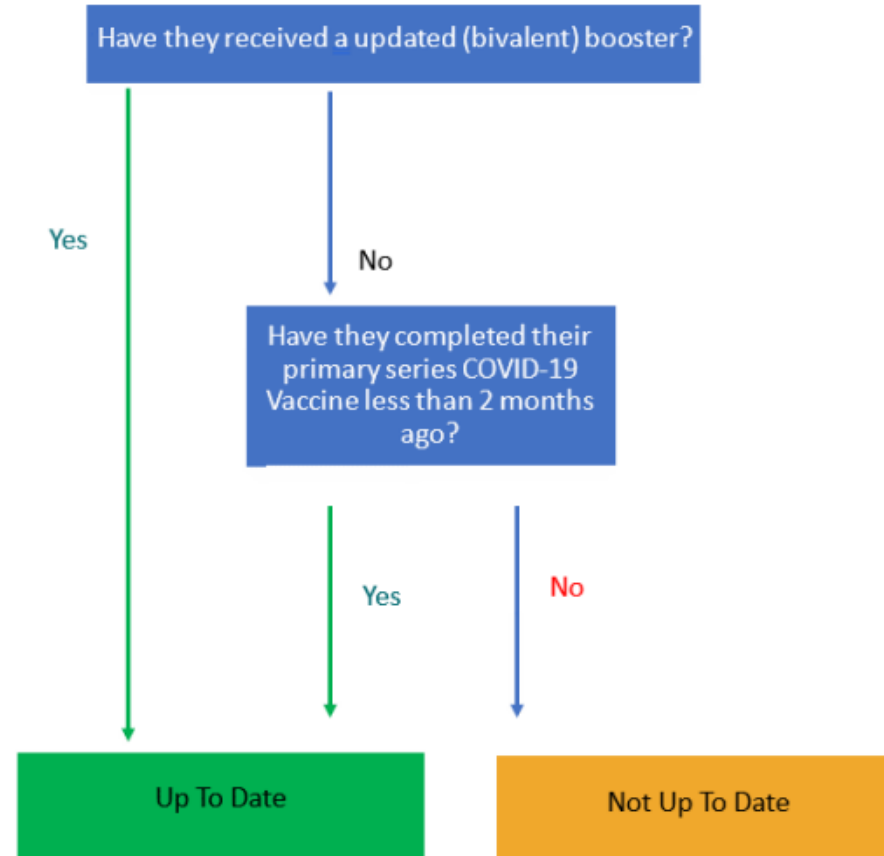 Have they received a updated (bivalent) booster?
Yes
No
Have they completed their
primary series COVID-19
Vaccine less than 2 months
ago?
Yes
No
Up To Date
Not Up To Date